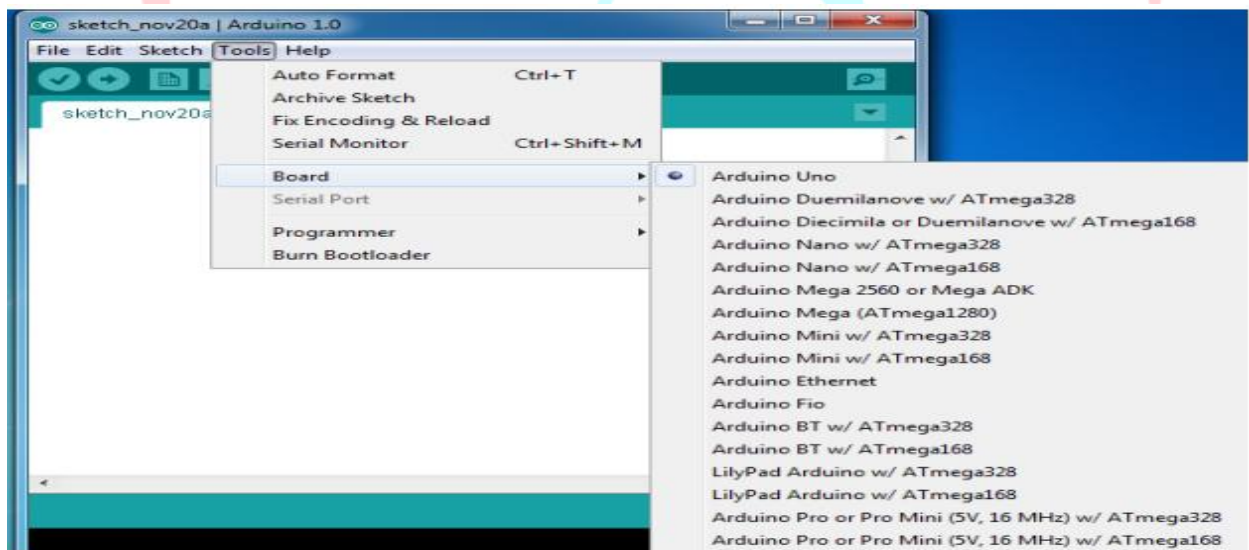 sketch_nov20a | Arduino 1.0
File Edit Sketch Tools Help
sketch_nov20a
Auto Format Ctrl+T
Archive Sketch
Fix Encoding & Reload
Serial Monitor Ctrl+Shift+M
Board
Serial Port
Programmer
Burn Bootloader
Arduino Uno
Arduino Duemilanove w/ ATmega328
Arduino Diecimila or Duemilanove w/ ATmega168
Arduino Nano w/ ATmega328
Arduino Nano w/ ATmega168
Arduino Mega 2560 or Mega ADK
Arduino Mega (ATmega1280)
Arduino Mini w/ ATmega328
Arduino Mini w/ ATmega168
Arduino Ethernet
Arduino Fio
Arduino BT w/ ATmega328
Arduino BT w/ ATmega168
LilyPad Arduino w/ ATmega328
LilyPad Arduino w/ ATmega168
Arduino Pro or Pro Mini (5V, 16 MHz) w/ ATmega328
Arduino Pro or Pro Mini (5V, 16 MHz) w/ ATmega168